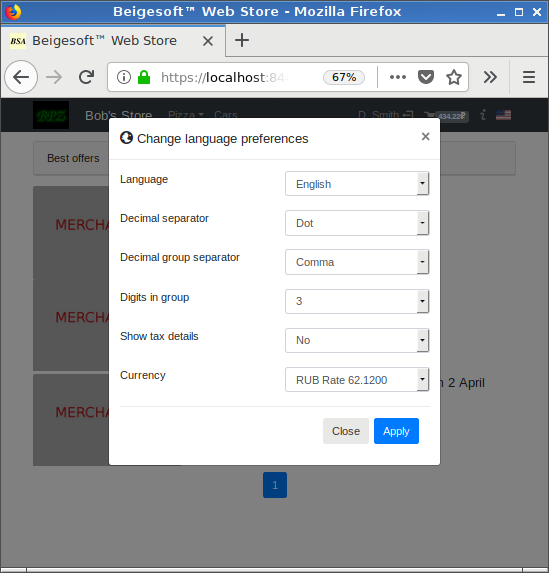 Beigesoft™ Web Store - Mozilla Firefox
BSA Beigesoft™ Web Store
https://localhost:84 67%
BPZ Bob's Store Pizza Cars D. Smith 434.22₽ i
Change language preferences ×
Best offers
Language English
Decimal separator Dot
MERCHA
Decimal group separator Comma
Digits in group 3
MERCHA
Show tax details No
Currency RUB Rate 62.1200
2 April
MERCHA
Close Apply
1